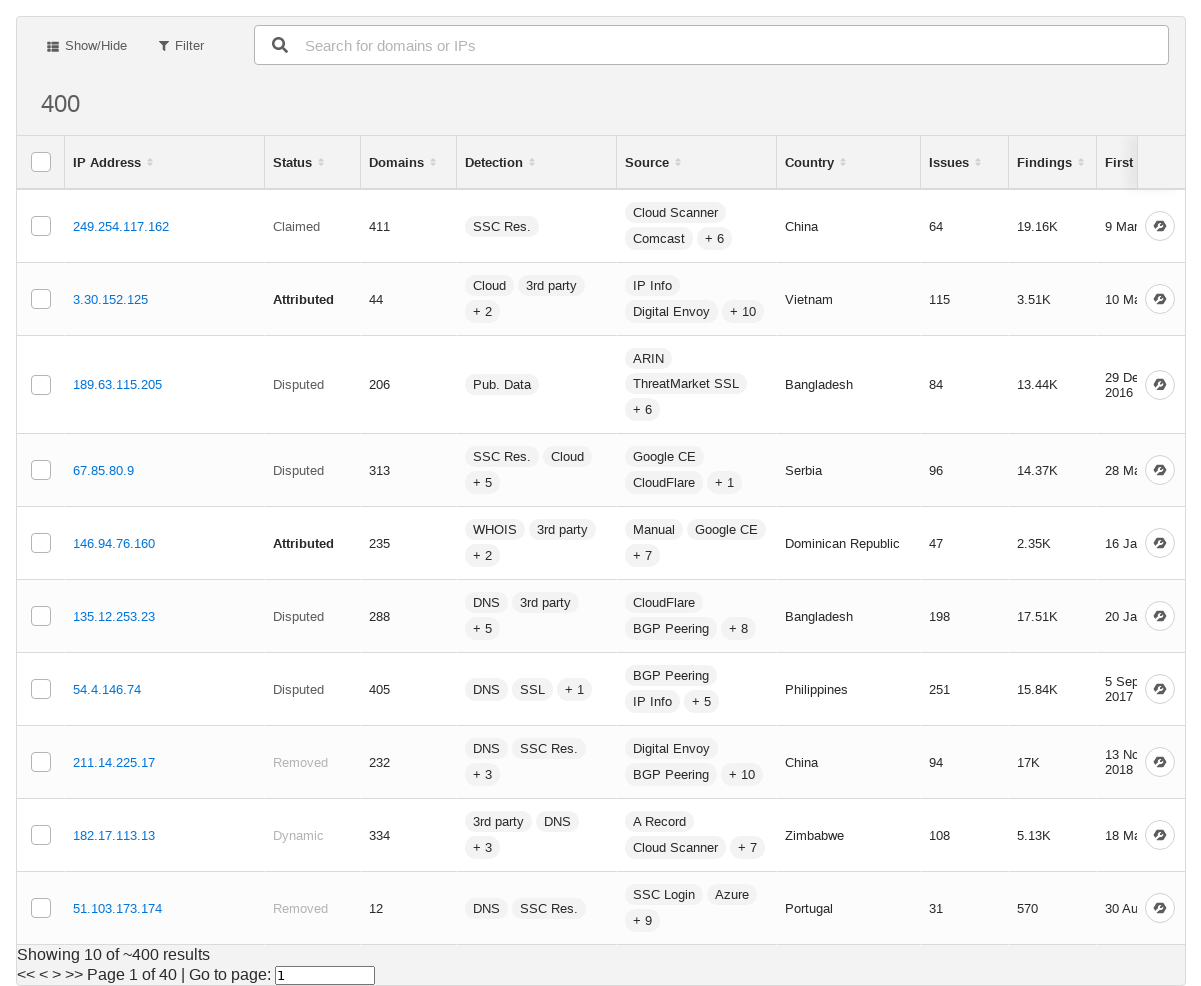 Show/Hide Filter Search for domains or IPs
400
IP Address Status Domains Detection Source Country Issues Findings First
249.254.117.162 Claimed 411 SSC Res. Cloud Scanner Comcast + 6 China 64 19.16K 9 Mar
3.30.152.125 Attributed 44 Cloud 3rd party + 2 IP Info Digital Envoy + 10 Vietnam 115 3.51K 10 Ma
189.63.115.205 Disputed 206 Pub. Data ARIN ThreatMarket SSL + 6 Bangladesh 84 13.44K 29 De 2016
67.85.80.9 Disputed 313 SSC Res. Cloud + 5 Google CE CloudFlare + 1 Serbia 96 14.37K 28 Ma
146.94.76.160 Attributed 235 WHOIS 3rd party + 2 Manual Google CE + 7 Dominican Republic 47 2.35K 16 Ja
135.12.253.23 Disputed 288 DNS 3rd party + 5 CloudFlare BGP Peering + 8 Bangladesh 198 17.51K 20 Ja
54.4.146.74 Disputed 405 DNS SSL + 1 BGP Peering IP Info + 5 Philippines 251 15.84K 5 Sep 2017
211.14.225.17 Removed 232 DNS SSC Res. + 3 Digital Envoy BGP Peering + 10 China 94 17K 13 No 2018
182.17.113.13 Dynamic 334 3rd party DNS + 3 A Record Cloud Scanner + 7 Zimbabwe 108 5.13K 18 Ma
51.103.173.174 Removed 12 DNS SSC Res. SSC Login Azure + 9 Portugal 31 570 30 Au
Showing 10 of ~400 results
<< < > >> Page 1 of 40 | Go to page: 1